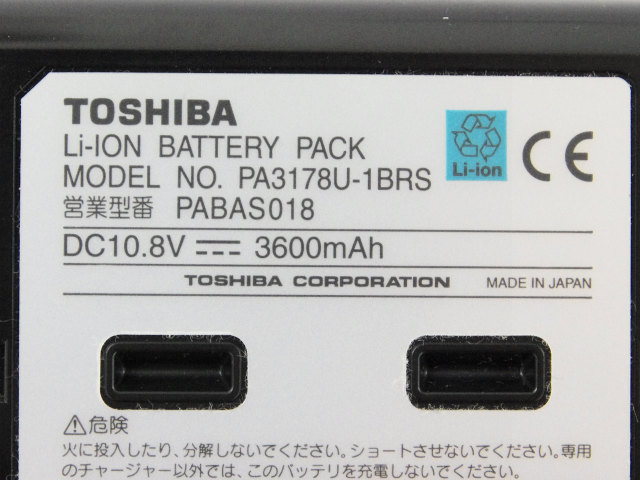 TOSHIBA
Li-ION BATTERY PACK
MODEL NO. PA3178U-1BRS
営業型番 PABAS018
Li-ion
CE
DC10.8V ⎓ 3600mAh
TOSHIBA CORPORATION MADE IN JAPAN
⚠危険
火に投入したり、分解しないでください。ショートさせないでください。専用
のチャージャー以外では、このバッテリを充電しないでください。